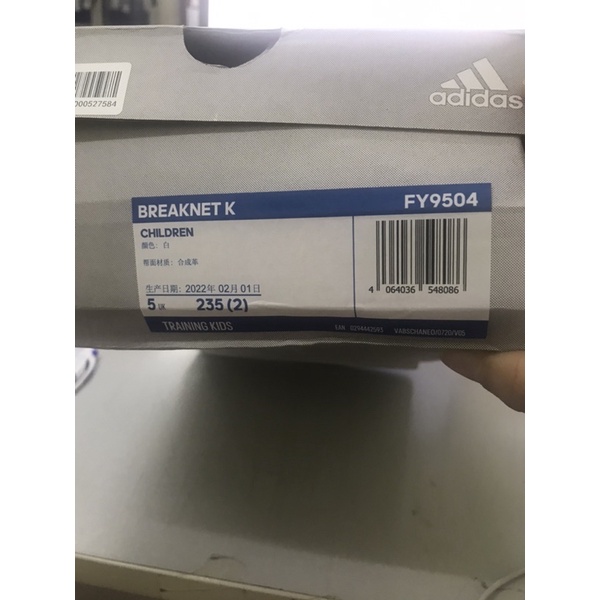 000527584
adidas
BREAKNET K FY9504
CHILDREN
颜色: 白
帮面材质: 合成革
生产日期: 2022年02月01日
4 064036 548086
5 UK 235(2)
TRAINING KIDS